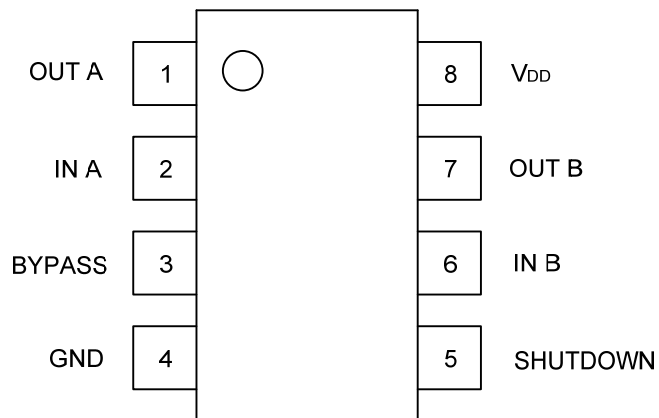 OUT A 1 8 VDD
IN A 2 7 OUT B
BYPASS 3 6 IN B
GND 4 5 SHUTDOWN